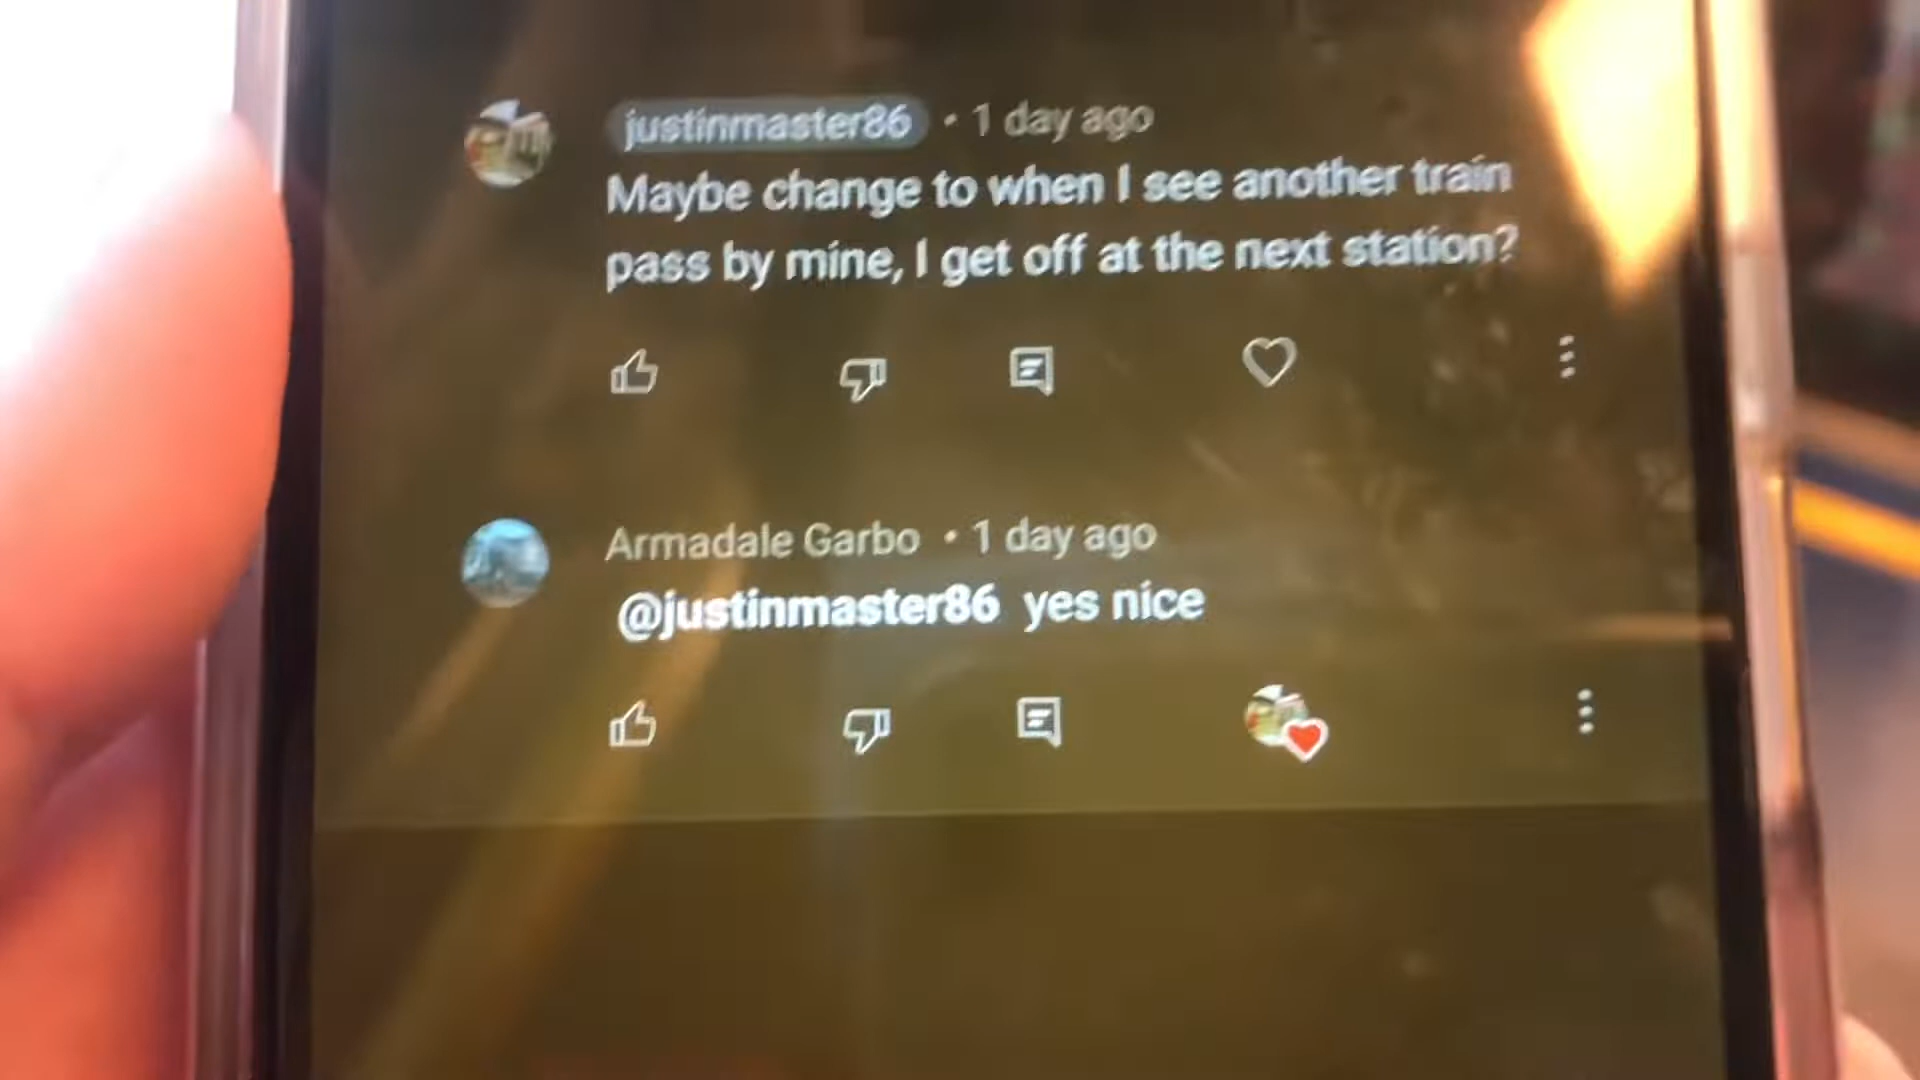 justinmaster86 • 1 day ago
Maybe change to when I see another train
pass by mine, I get off at the next station?
Armadale Garbo • 1 day ago
@justinmaster86 yes nice